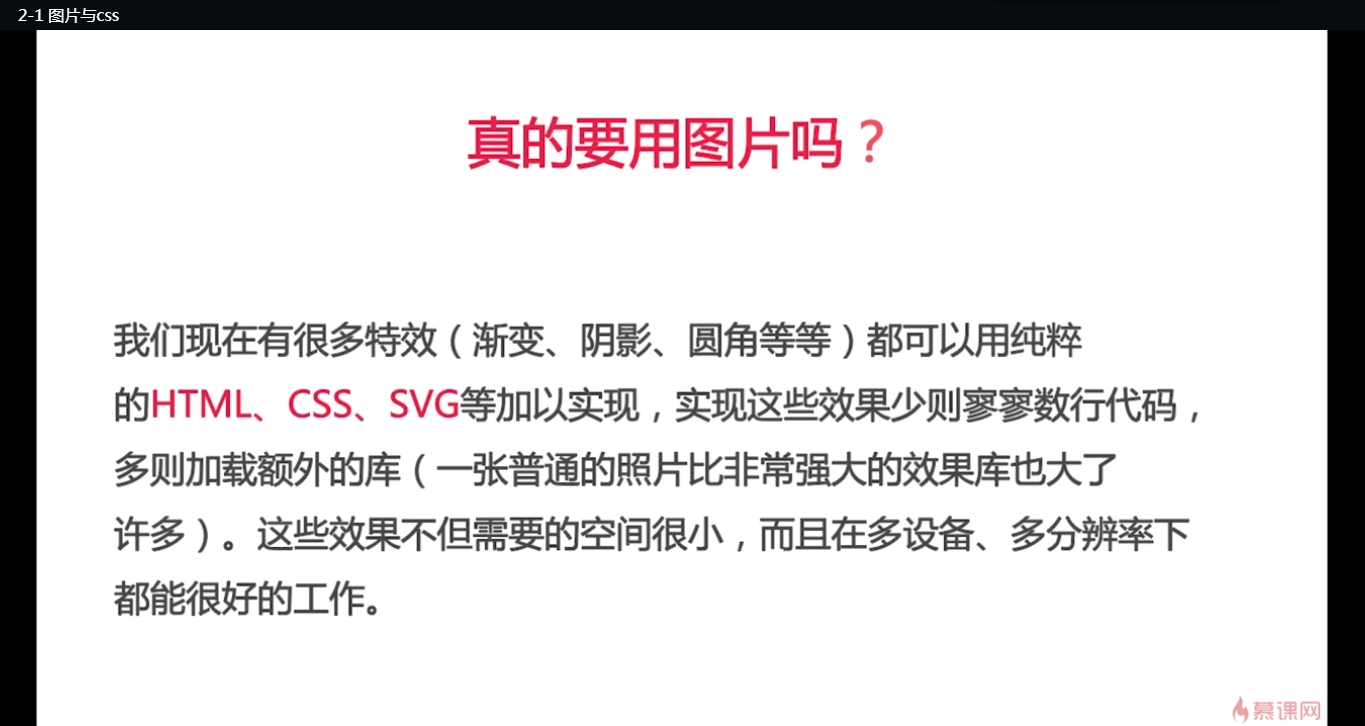 2-1 图片与css
真的要用图片吗？
我们现在有很多特效（渐变、阴影、圆角等等）都可以用纯粹
的HTML、CSS、SVG等加以实现，实现这些效果少则寥寥数行代码，
多则加载额外的库（一张普通的照片比非常强大的效果库也大了
许多）。这些效果不但需要的空间很小，而且在多设备、多分辨率下
都能很好的工作。
慕课网